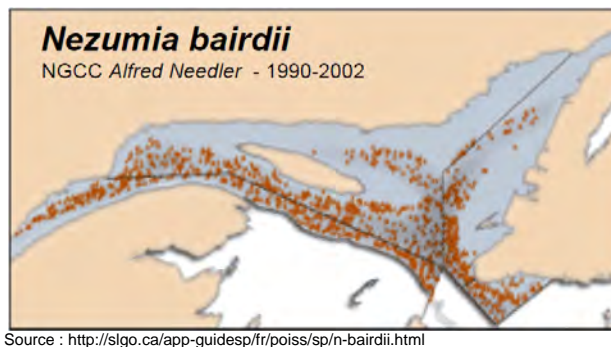 Nezumia bairdii
NGCC Alfred Needler - 1990-2002
Source : http://slgo.ca/app-guidesp/fr/poiss/sp/n-bairdii.html